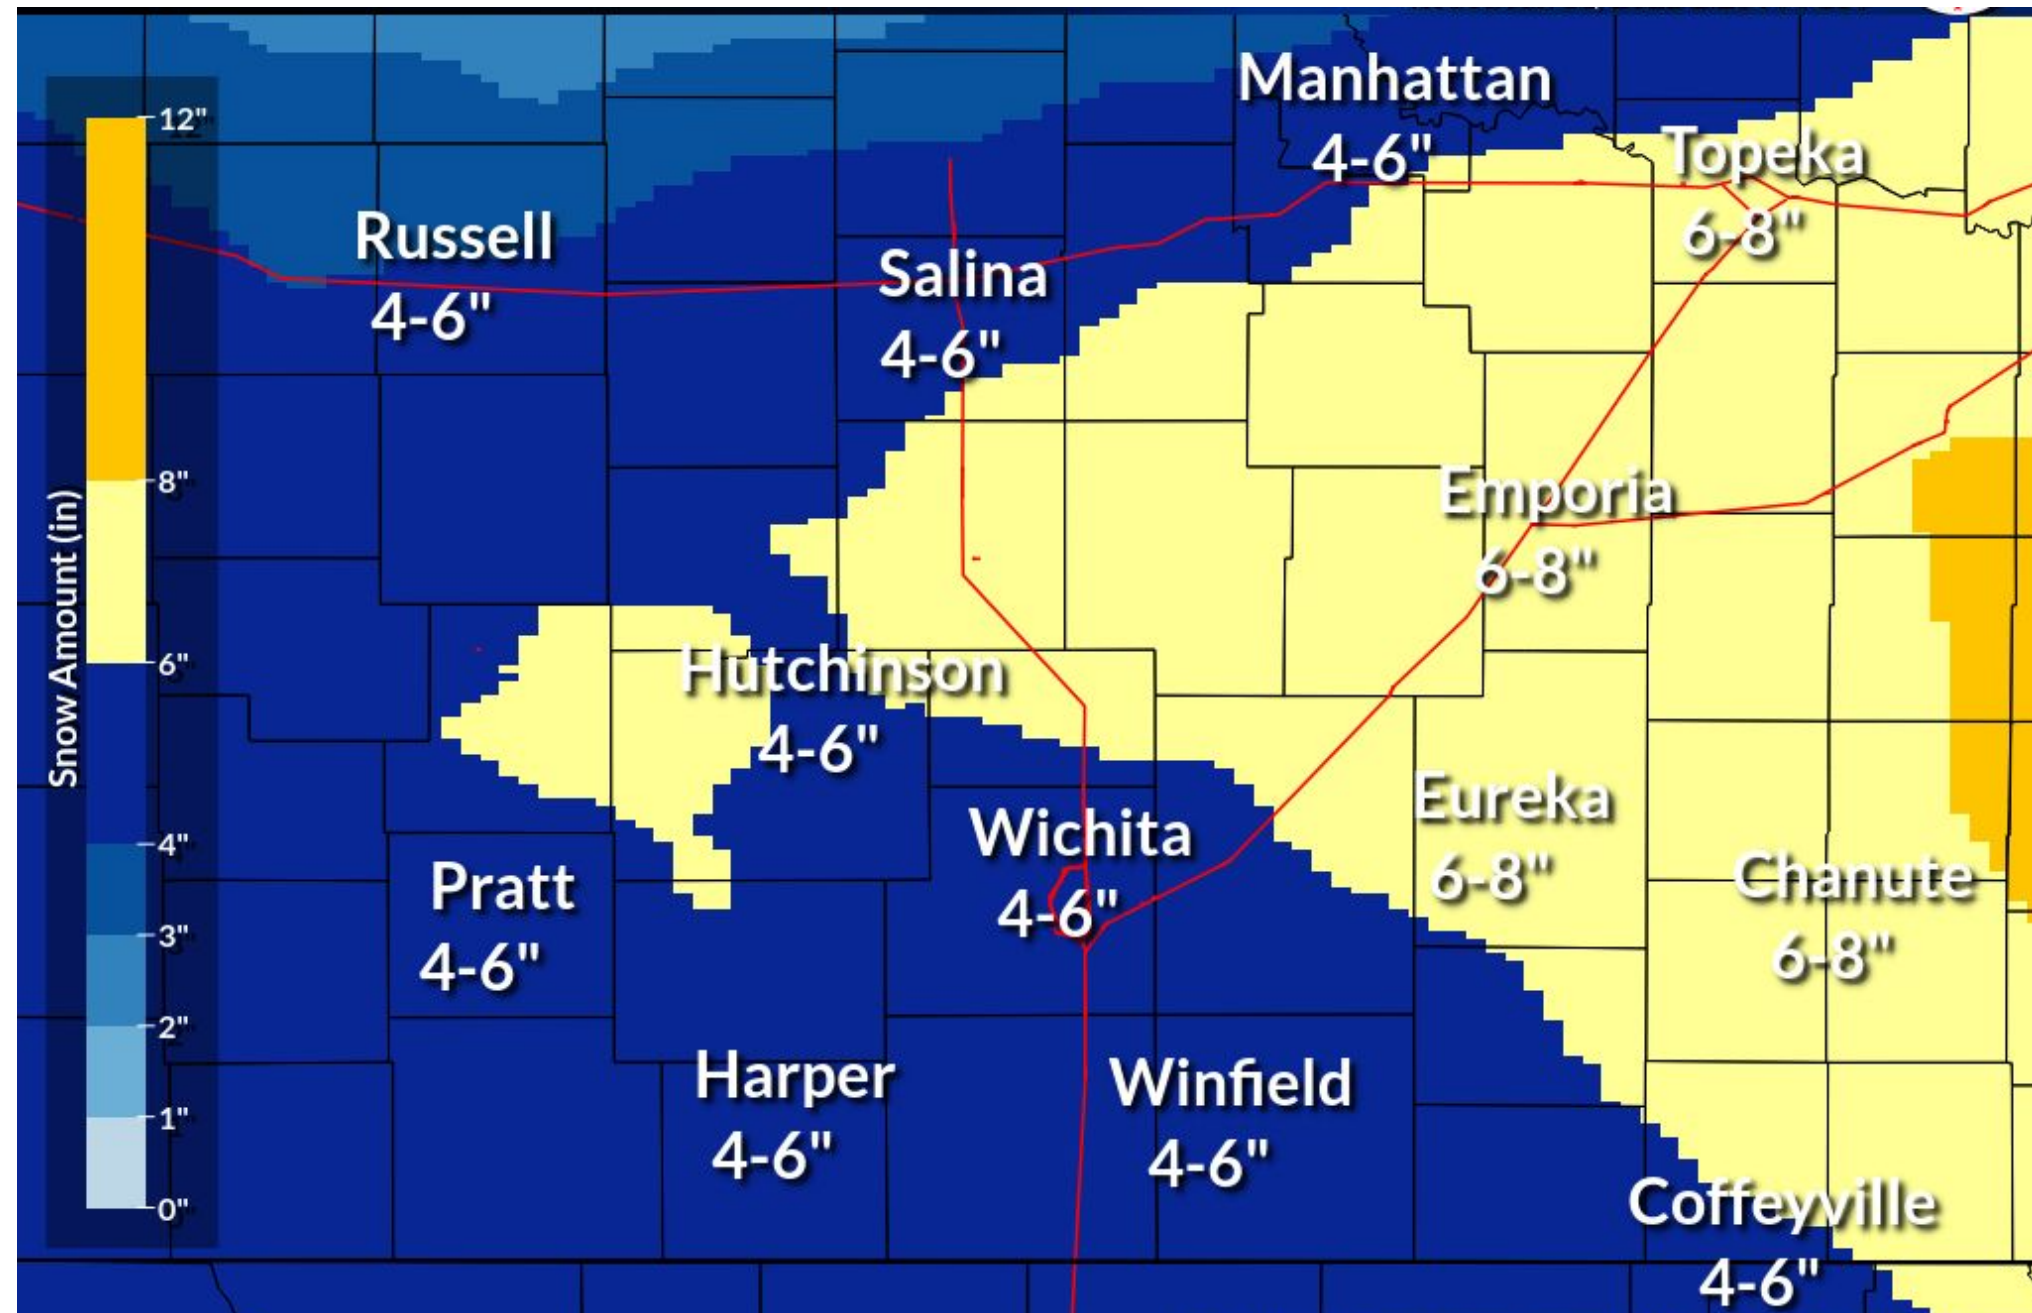 Manhattan
4-6"
12"
Topeka
6-8"
Russell
4-6"
Salina
4-6"
8"
Emporia
6-8"
Snow Amount (in)
6"
Hutchinson
4-6"
Eureka
6-8"
Wichita
4-6"
4"
Chanute
6-8"
Pratt
4-6"
3"
2"
Harper
4-6"
Winfield
4-6"
1"
0"
Coffeyville
4-6"